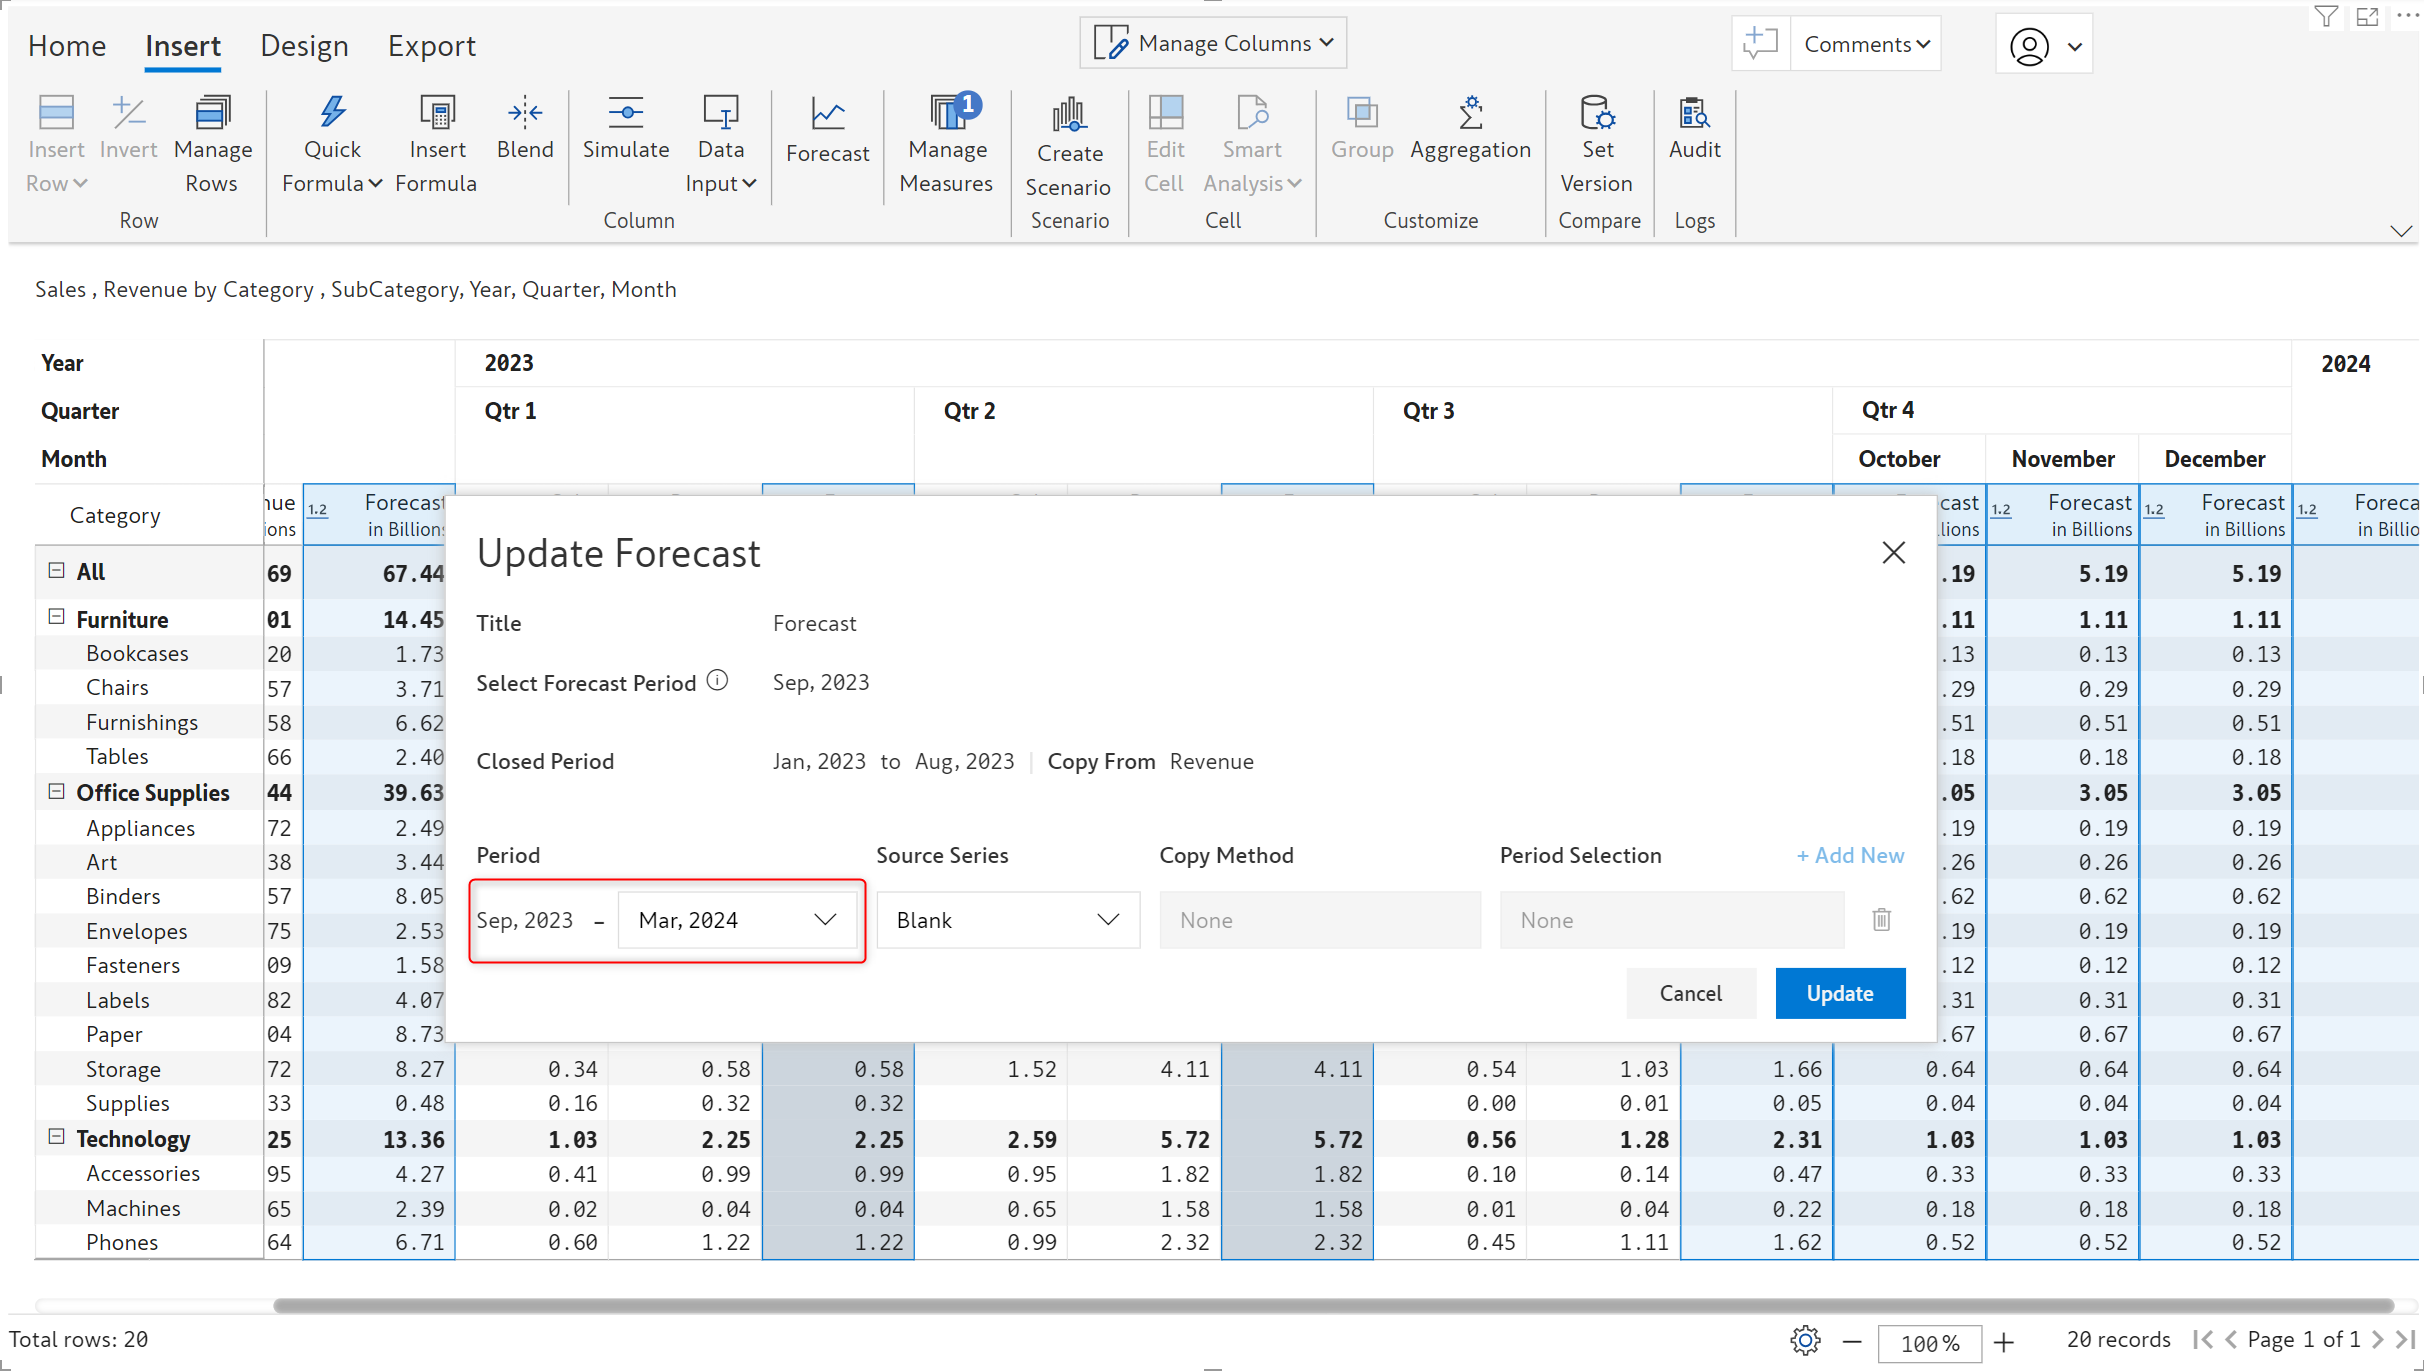 Home Insert Design Export Manage Columns Comments
Insert Row Invert Manage Rows Quick Formula Insert Formula Blend Simulate Data Input Forecast Manage Measures 1 Create Scenario Edit Cell Smart Analysis Group Aggregation Set Version Audit
Row Column Scenario Cell Customize Compare Logs
Sales , Revenue by Category , SubCategory, Year, Quarter, Month
Year 2023 2024
Quarter Qtr 1 Qtr 2 Qtr 3 Qtr 4
Month October November December
Category 1.2 Forecast 1.2 Forecast 1.2 Forecast 1.2
in Billions in Billions in Billions
All 69 67.44 .19 5.19 5.19
Furniture 01 14.45 .11 1.11 1.11
Bookcases 20 1.73 .13 0.13 0.13
Chairs 57 3.71 .29 0.29 0.29
Furnishings 58 6.62 .51 0.51 0.51
Tables 66 2.40 .18 0.18 0.18
Office Supplies 44 39.63 .05 3.05 3.05
Appliances 72 2.49 .19 0.19 0.19
Art 38 3.44 .26 0.26 0.26
Binders 57 8.05 .62 0.62 0.62
Envelopes 75 2.53 .19 0.19 0.19
Fasteners 09 1.58 .12 0.12 0.12
Labels 82 4.07 .31 0.31 0.31
Paper 04 8.73 .67 0.67 0.67
Storage 72 8.27 0.34 0.58 0.58 1.52 4.11 4.11 0.54 1.03 1.66 0.64 0.64 0.64
Supplies 33 0.48 0.16 0.32 0.32 0.00 0.01 0.05 0.04 0.04 0.04
Technology 25 13.36 1.03 2.25 2.25 2.59 5.72 5.72 0.56 1.28 2.31 1.03 1.03 1.03
Accessories 95 4.27 0.41 0.99 0.99 0.95 1.82 1.82 0.10 0.14 0.47 0.33 0.33 0.33
Machines 65 2.39 0.02 0.04 0.04 0.65 1.58 1.58 0.01 0.04 0.22 0.18 0.18 0.18
Phones 64 6.71 0.60 1.22 1.22 0.99 2.32 2.32 0.45 1.11 1.62 0.52 0.52 0.52
Update Forecast
Title Forecast
Select Forecast Period Sep, 2023
Closed Period Jan, 2023 to Aug, 2023 | Copy From Revenue
Period Source Series Copy Method Period Selection + Add New
Sep, 2023 – Mar, 2024 Blank None None
Cancel Update
Total rows: 20 100% 20 records Page 1 of 1